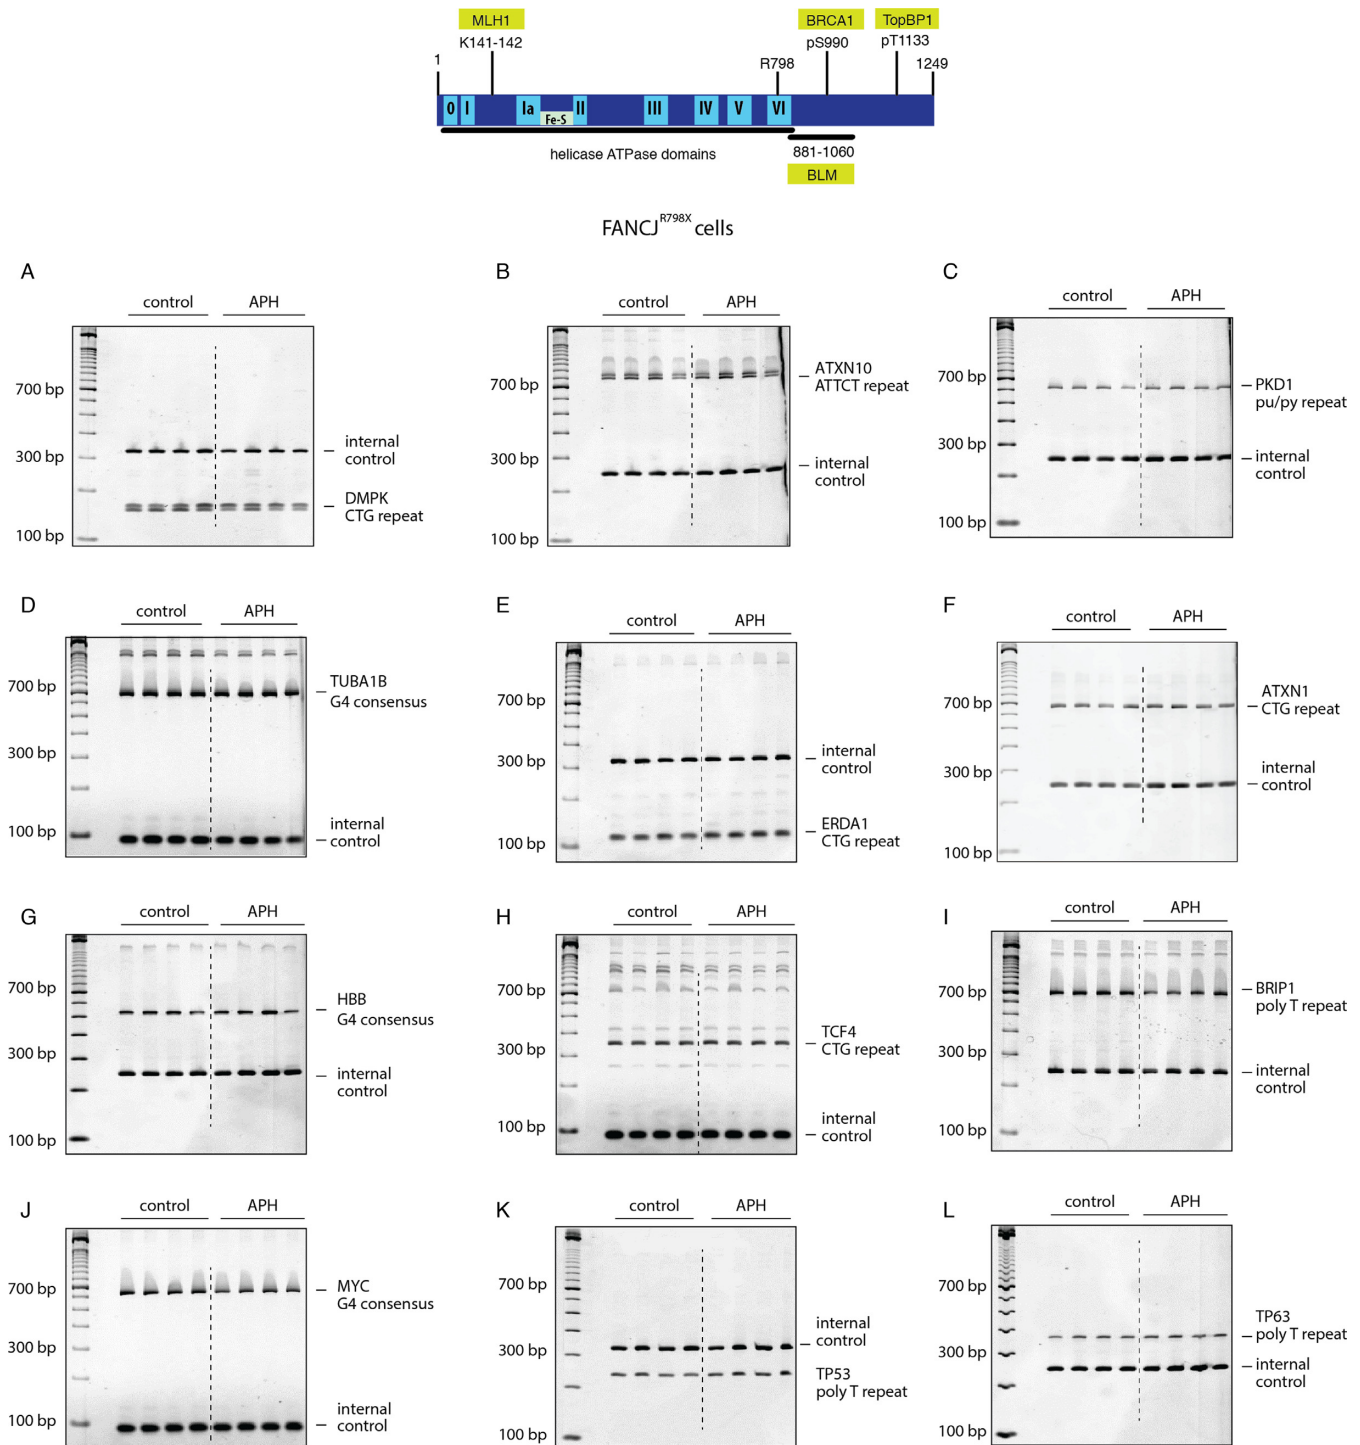 MLH1
BRCA1
TopBP1
K141-142
pS990
pT1133
1
R798
1249
0
I
Ia
II
III
IV
V
VI
Fe-S
helicase ATPase domains
881-1060
BLM
FANCJR798X cells
A
control
APH
700 bp
300 bp
100 bp
internal
control
DMPK
CTG repeat
B
control
APH
700 bp
300 bp
100 bp
ATXN10
ATTCT repeat
internal
control
C
control
APH
700 bp
300 bp
100 bp
PKD1
pu/py repeat
internal
control
D
control
APH
700 bp
300 bp
100 bp
TUBA1B
G4 consensus
internal
control
E
control
APH
700 bp
300 bp
100 bp
internal
control
ERDA1
CTG repeat
F
control
APH
700 bp
300 bp
100 bp
ATXN1
CTG repeat
internal
control
G
control
APH
700 bp
300 bp
100 bp
HBB
G4 consensus
internal
control
H
control
APH
700 bp
300 bp
100 bp
TCF4
CTG repeat
internal
control
I
control
APH
700 bp
300 bp
100 bp
BRIP1
poly T repeat
internal
control
J
control
APH
700 bp
300 bp
100 bp
MYC
G4 consensus
internal
control
K
control
APH
700 bp
300 bp
100 bp
internal
control
TP53
poly T repeat
L
control
APH
700 bp
300 bp
100 bp
TP63
poly T repeat
internal
control